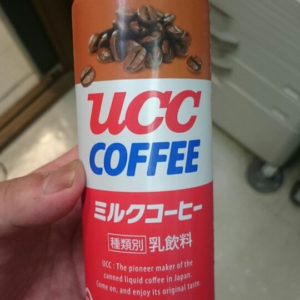 UCC
COFFEE
ミルクコーヒー
種類別 乳飲料
UCC : The pioneer maker of the
canned liquid coffee in Japan.
Come on, and enjoy its original taste.